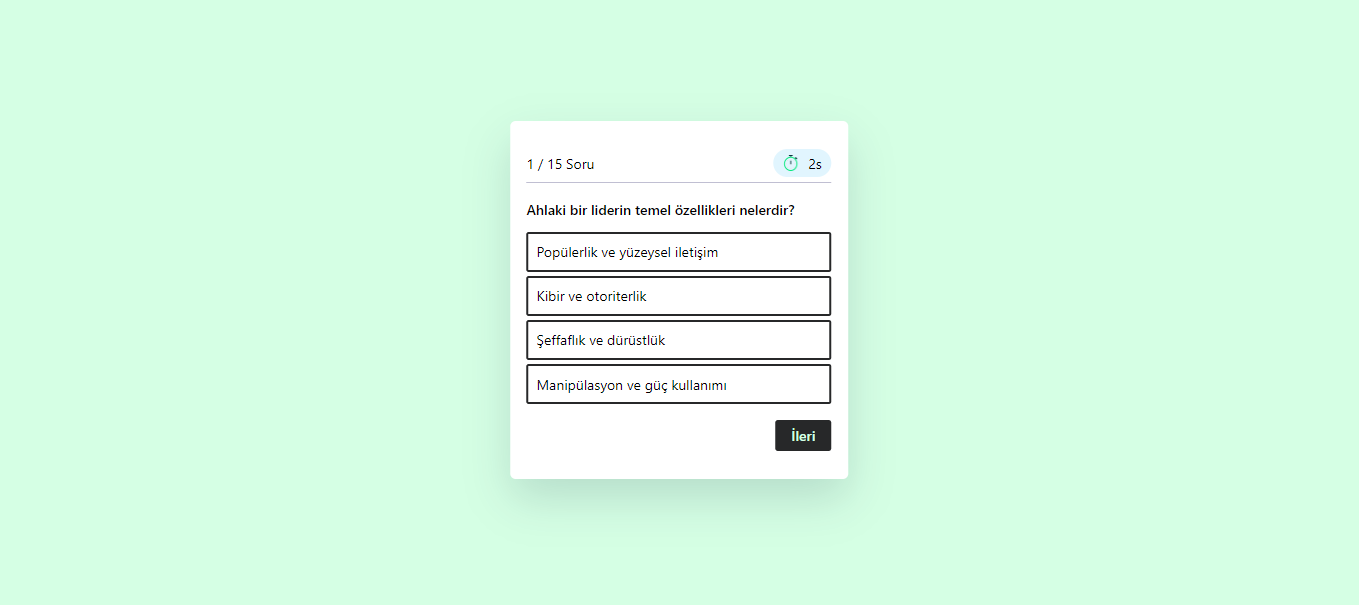 1 / 15 Soru
2s
Ahlaki bir liderin temel özellikleri nelerdir?
Popülerlik ve yüzeysel iletişim
Kibir ve otoriterlik
Şeffaflık ve dürüstlük
Manipülasyon ve güç kullanımı
İleri